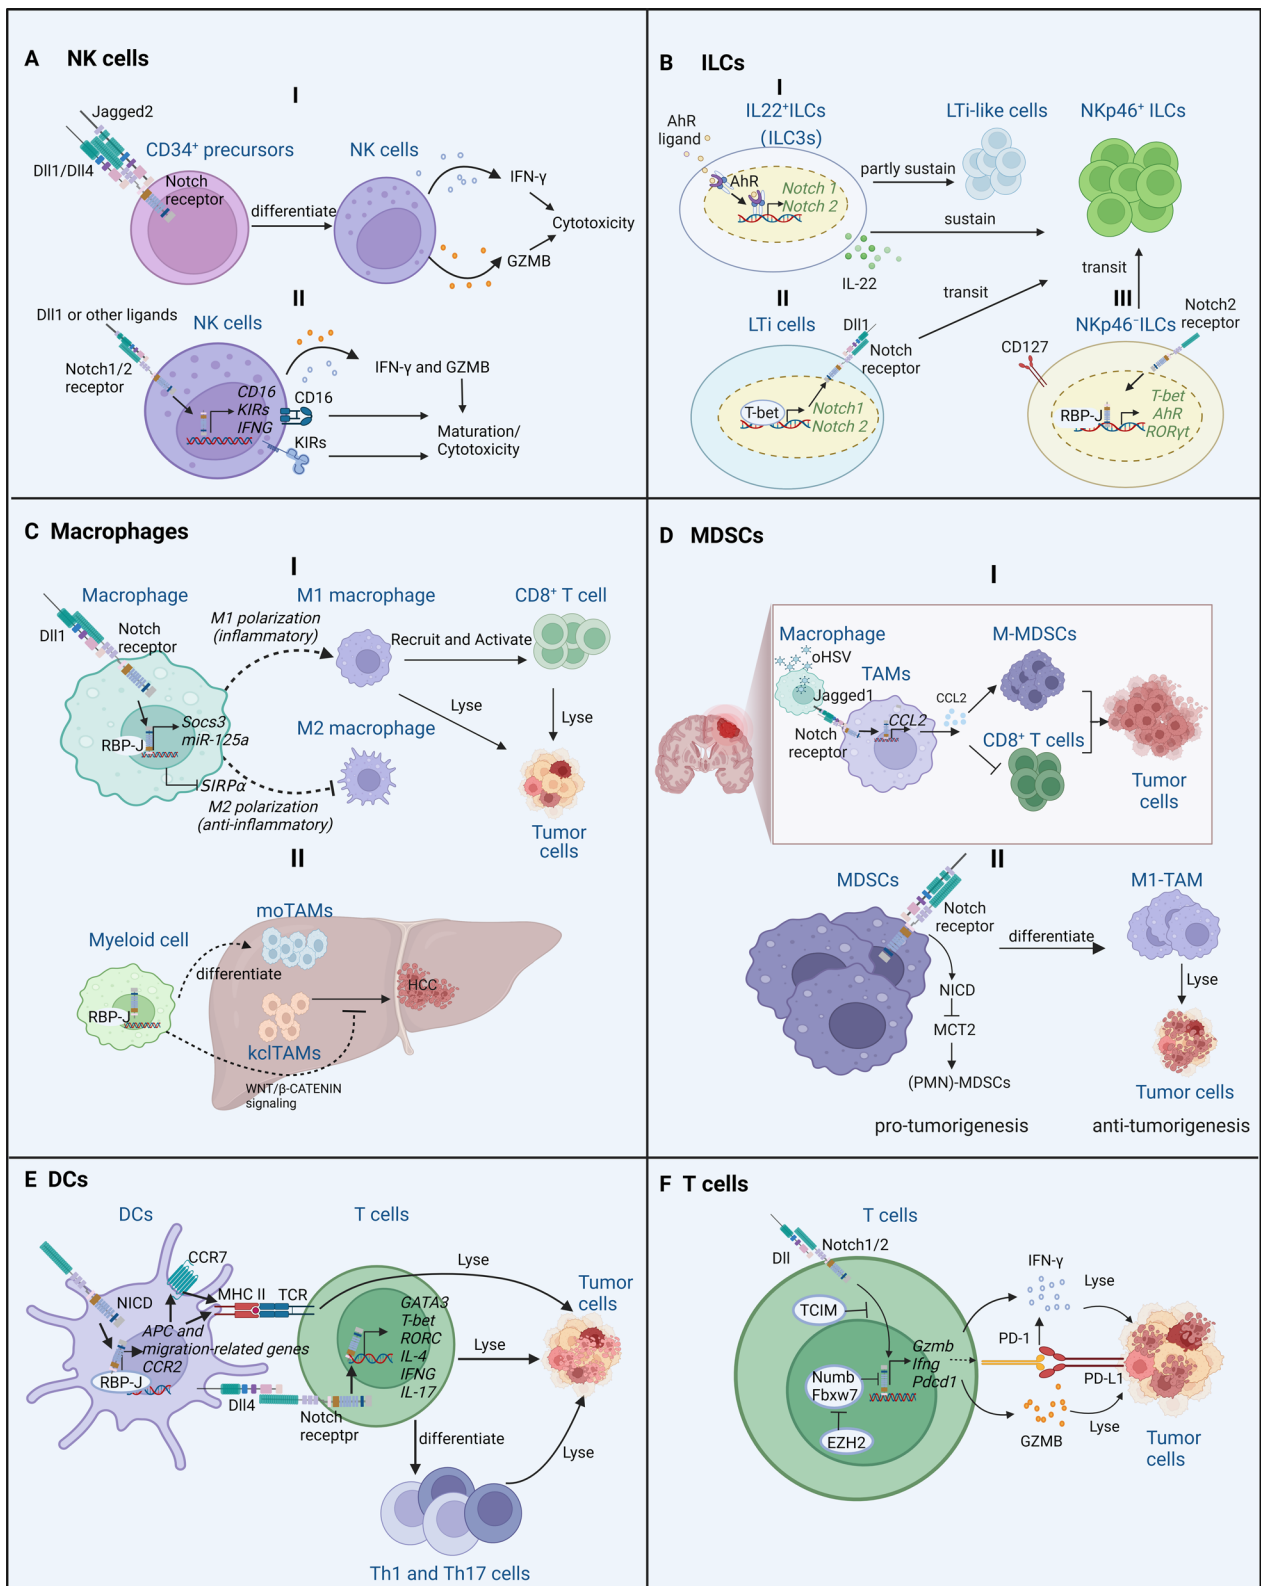 A NK cells
I
Jagged2
Dll1/Dll4
CD34⁺ precursors
Notch
receptor
differentiate
NK cells
IFN-γ
Cytotoxicity
GZMB
II
Dll1 or other ligands
NK cells
Notch1/2
receptor
CD16
KIRs
IFNG
CD16
KIRs
IFN-γ and GZMB
Maturation/
Cytotoxicity
B ILCs
I
AhR
ligand
IL22⁺ILCs
(ILC3s)
AhR
Notch 1
Notch 2
LTi-like cells
NKp46⁺ ILCs
partly sustain
sustain
IL-22
transit
transit
II
LTi cells
Dll1
Notch
receptor
T-bet
Notch1
Notch 2
III
NKp46⁻ILCs
Notch2
receptor
CD127
RBP-J
T-bet
AhR
RORγt
C Macrophages
I
Macrophage
Dll1
Notch
receptor
RBP-J
Socs3
miR-125a
SIRPα
M1 polarization
(inflammatory)
M1 macrophage
Recruit and Activate
CD8⁺ T cell
Lyse
Lyse
M2 macrophage
M2 polarization
(anti-inflammatory)
Tumor
cells
II
Myeloid cell
RBP-J
differentiate
moTAMs
kclTAMs
HCC
WNT/β-CATENIN
signaling
D MDSCs
I
Macrophage
oHSV
Jagged1
Notch
receptor
TAMs
CCL2
CCL2
M-MDSCs
CD8⁺ T cells
Tumor
cells
II
MDSCs
Notch
receptor
NICD
MCT2
(PMN)-MDSCs
differentiate
M1-TAM
Lyse
Tumor cells
pro-tumorigenesis
anti-tumorigenesis
E DCs
DCs
T cells
CCR7
NICD
MHC II
TCR
APC and
migration-related genes
CCR2
RBP-J
Dll4
Notch
receptpr
GATA3
T-bet
RORC
IL-4
IFNG
IL-17
Lyse
Lyse
Lyse
Tumor
cells
differentiate
Th1 and Th17 cells
F T cells
T cells
Dll
Notch1/2
TCIM
Numb
Fbxw7
EZH2
Gzmb
Ifng
Pdcd1
IFN-γ
Lyse
PD-1
PD-L1
GZMB
Lyse
Tumor
cells